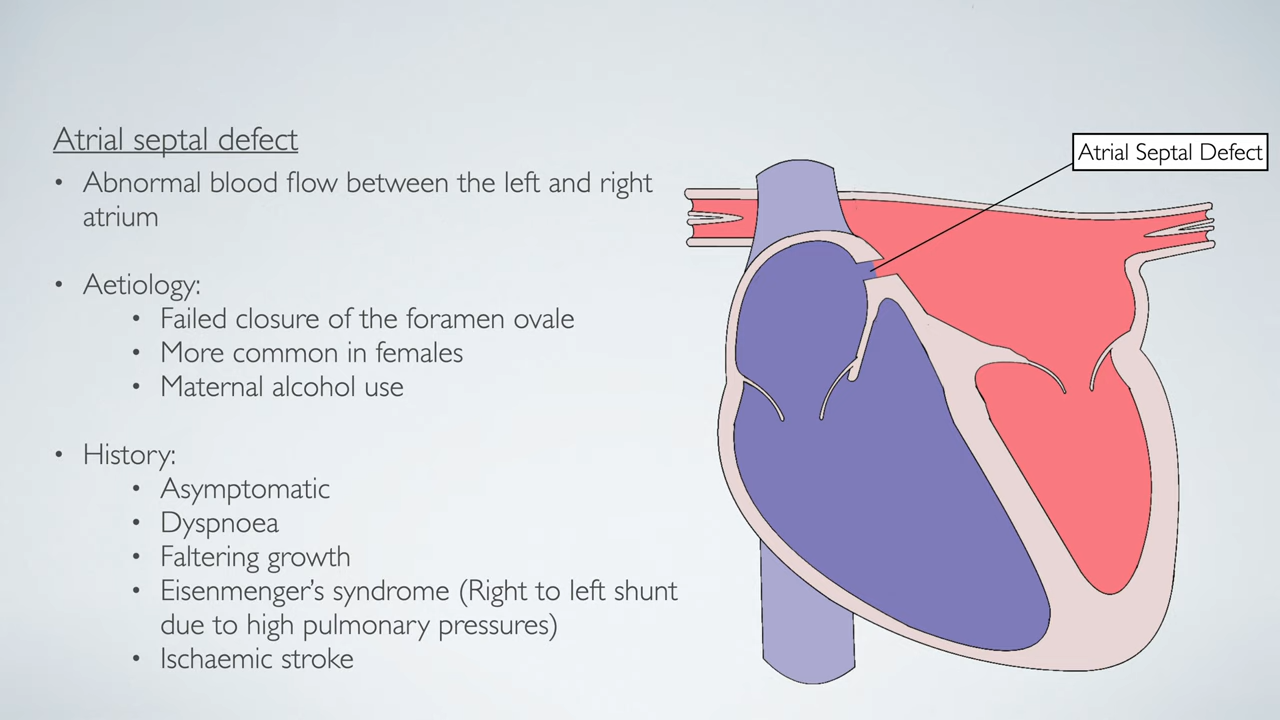 Atrial septal defect
• Abnormal blood flow between the left and right
atrium
• Aetiology:
• Failed closure of the foramen ovale
• More common in females
• Maternal alcohol use
• History:
• Asymptomatic
• Dyspnoea
• Faltering growth
• Eisenmenger’s syndrome (Right to left shunt
due to high pulmonary pressures)
• Ischaemic stroke
Atrial Septal Defect